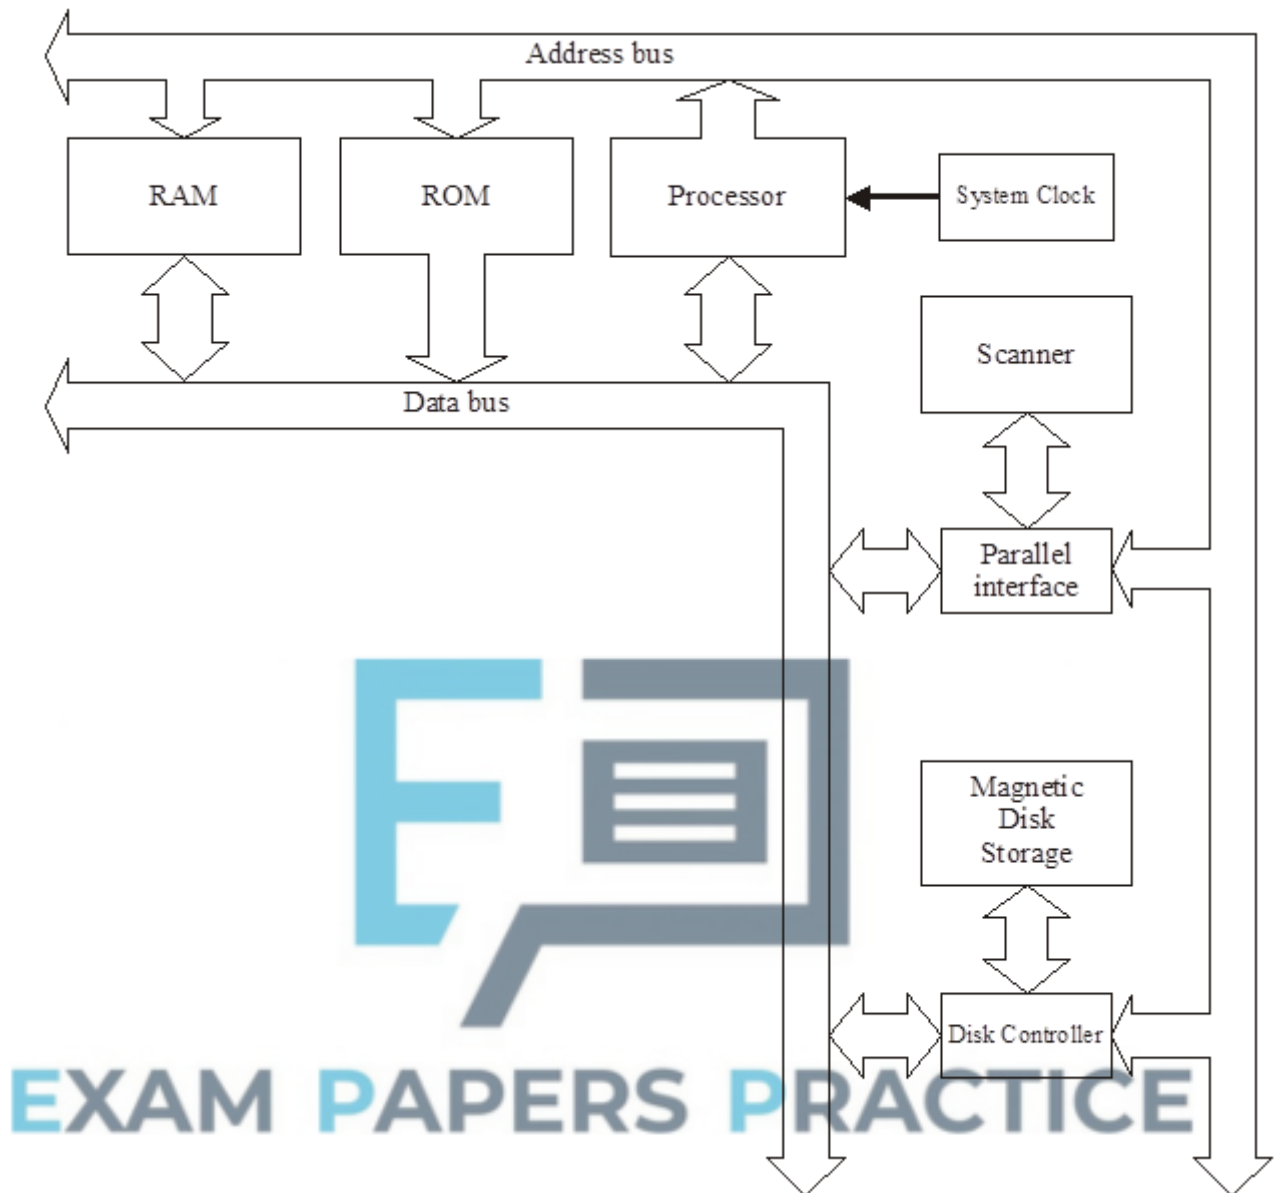 Address bus
RAM
ROM
Processor
System Clock
Scanner
Data bus
Parallel
interface
Magnetic
Disk
Storage
Disk Controller
EXAM PAPERS PRACTICE